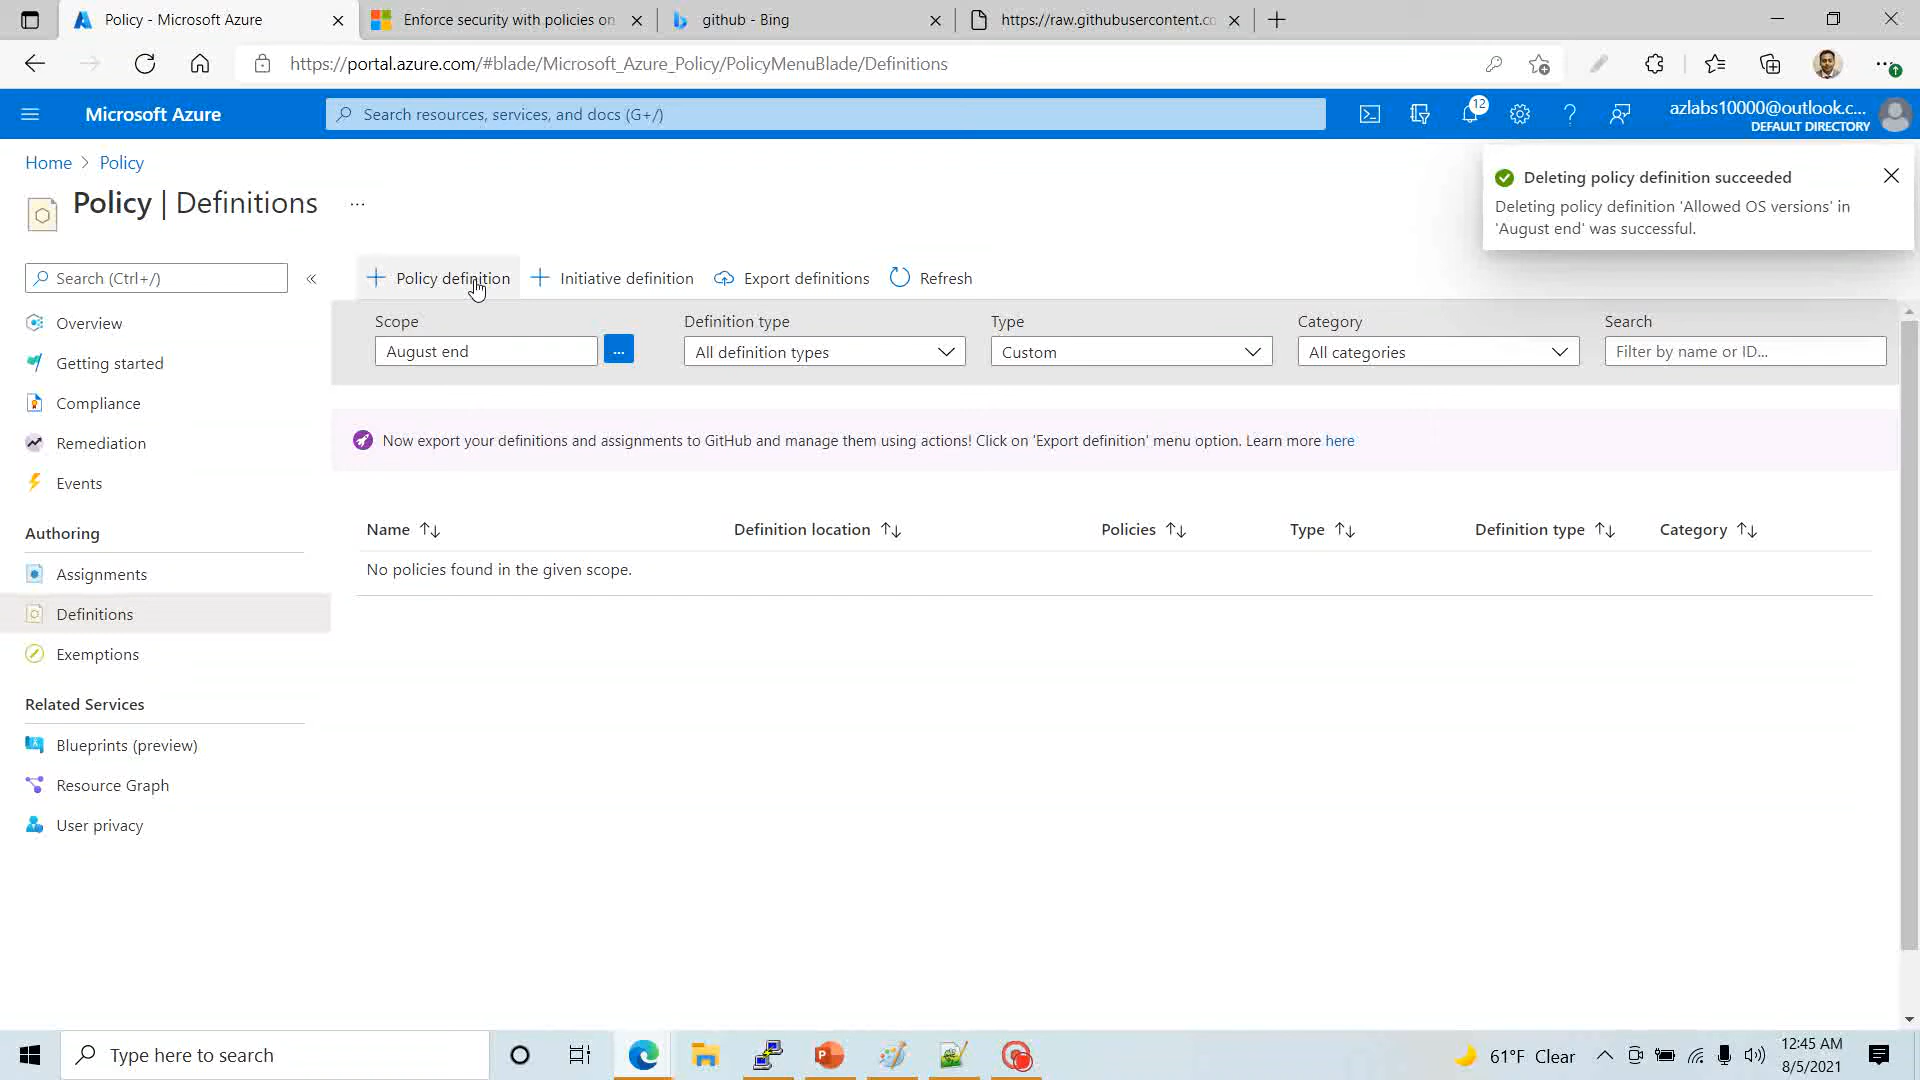 Policy - Microsoft Azure
Enforce security with policies on
github - Bing
https://raw.githubusercontent.co
https://portal.azure.com/#blade/Microsoft_Azure_Policy/PolicyMenuBlade/Definitions
Microsoft Azure
Search resources, services, and docs (G+/)
12
azlabs10000@outlook.c...
DEFAULT DIRECTORY
Home > Policy
Policy | Definitions
...
Deleting policy definition succeeded
Deleting policy definition 'Allowed OS versions' in
'August end' was successful.
Search (Ctrl+/)
«
Overview
Getting started
Compliance
Remediation
Events
Authoring
Assignments
Definitions
Exemptions
Related Services
Blueprints (preview)
Resource Graph
User privacy
+ Policy definition
+ Initiative definition
Export definitions
Refresh
Scope
August end
...
Definition type
All definition types
Type
Custom
Category
All categories
Search
Filter by name or ID...
Now export your definitions and assignments to GitHub and manage them using actions! Click on 'Export definition' menu option. Learn more here
Name ↑↓
Definition location ↑↓
Policies ↑↓
Type ↑↓
Definition type ↑↓
Category ↑↓
No policies found in the given scope.
Type here to search
61°F Clear
12:45 AM
8/5/2021